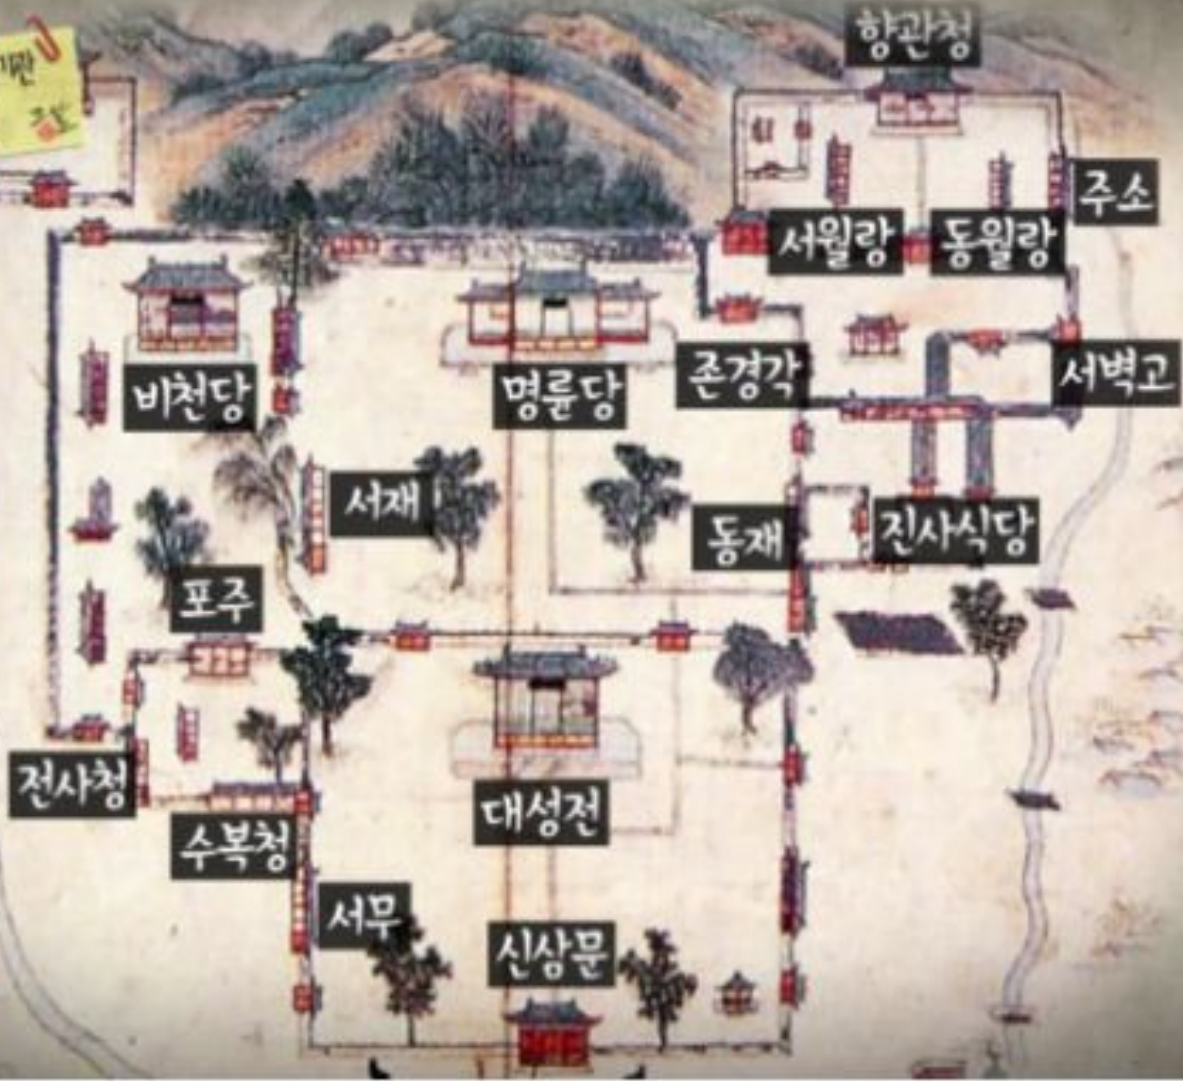 향관청
주소
서월랑
동월랑
비천당
명륜당
존경각
서벽고
서재
동재
진사식당
포주
전사청
대성전
수복청
서무
신삼문